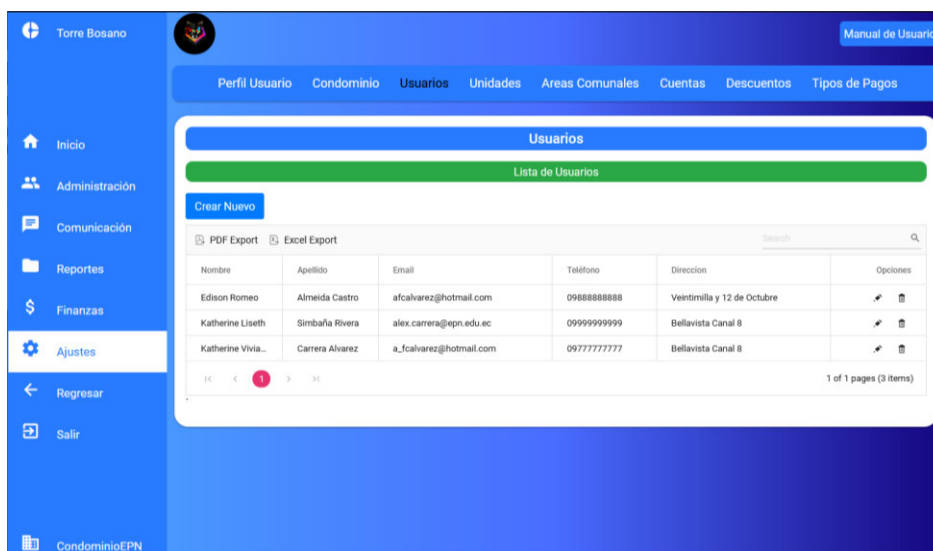 Torre Bosano
Manual de Usuario
Perfil Usuario Condominio Usuarios Unidades Areas Comunales Cuentas Descuentos Tipos de Pagos
Inicio
Administración
Comunicación
Reportes
Finanzas
Ajustes
Regresar
Salir
CondominioEPN
Usuarios
Lista de Usuarios
Crear Nuevo
PDF Export Excel Export Search
Nombre Apellido Email Teléfono Direccion Opciones
Edison Romeo Almeida Castro afcalvarez@hotmail.com 09888888888 Veintimilla y 12 de Octubre
Katherine Liseth Simbaña Rivera alex.carrera@epn.edu.ec 09999999999 Bellavista Canal 8
Katherine Vivia... Carrera Alvarez a_fcalvarez@hotmail.com 09777777777 Bellavista Canal 8
1 1 of 1 pages (3 items)